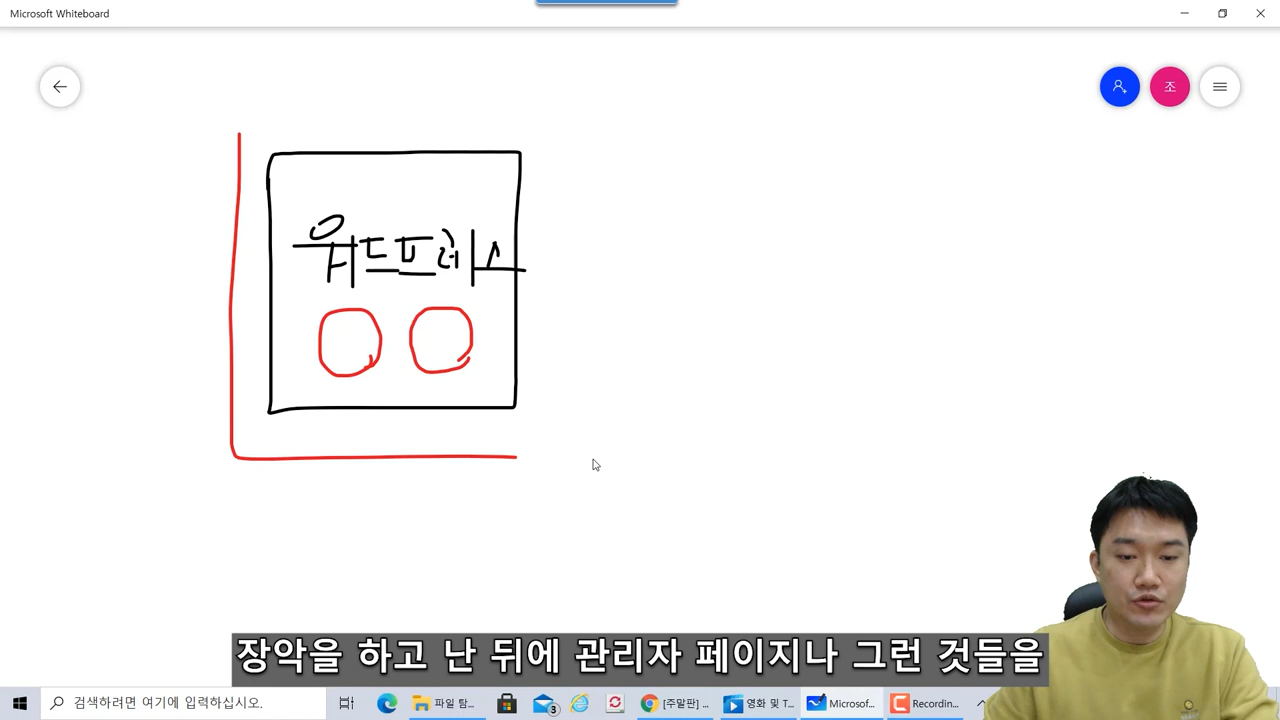 Microsoft Whiteboard
조
워드프레스
장악을 하고 난 뒤에 관리자 페이지나 그런 것들을
검색하려면 여기에 입력하십시오.
파일 탐...
3
[주말판] ...
영화 및 T...
Microsof...
Recordin...